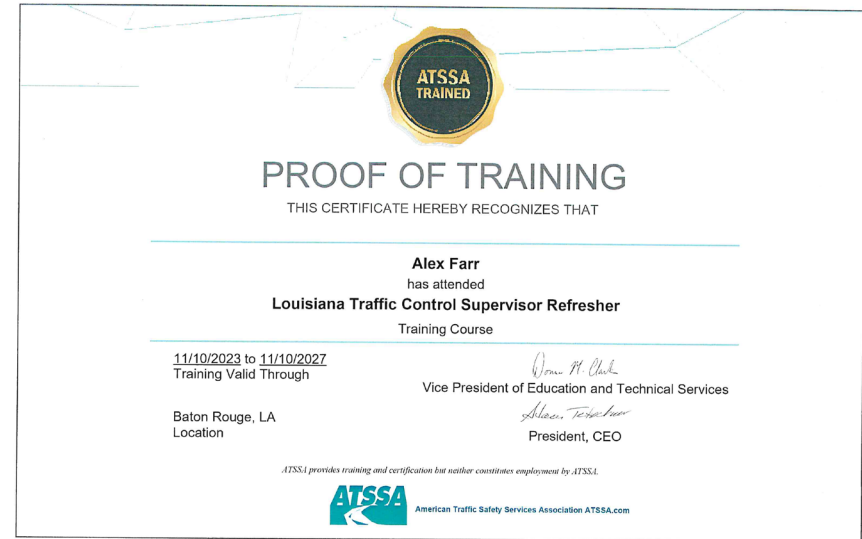 ATSSA
TRAINED
PROOF OF TRAINING
THIS CERTIFICATE HEREBY RECOGNIZES THAT
Alex Farr
has attended
Louisiana Traffic Control Supervisor Refresher
Training Course
11/10/2023 to 11/10/2027
Training Valid Through
Donna M. Clark
Vice President of Education and Technical Services
Baton Rouge, LA
Location
President, CEO
ATSSA provides training and certification but neither constitutes employment by ATSSA.
ATSSA
American Traffic Safety Services Association ATSSA.com